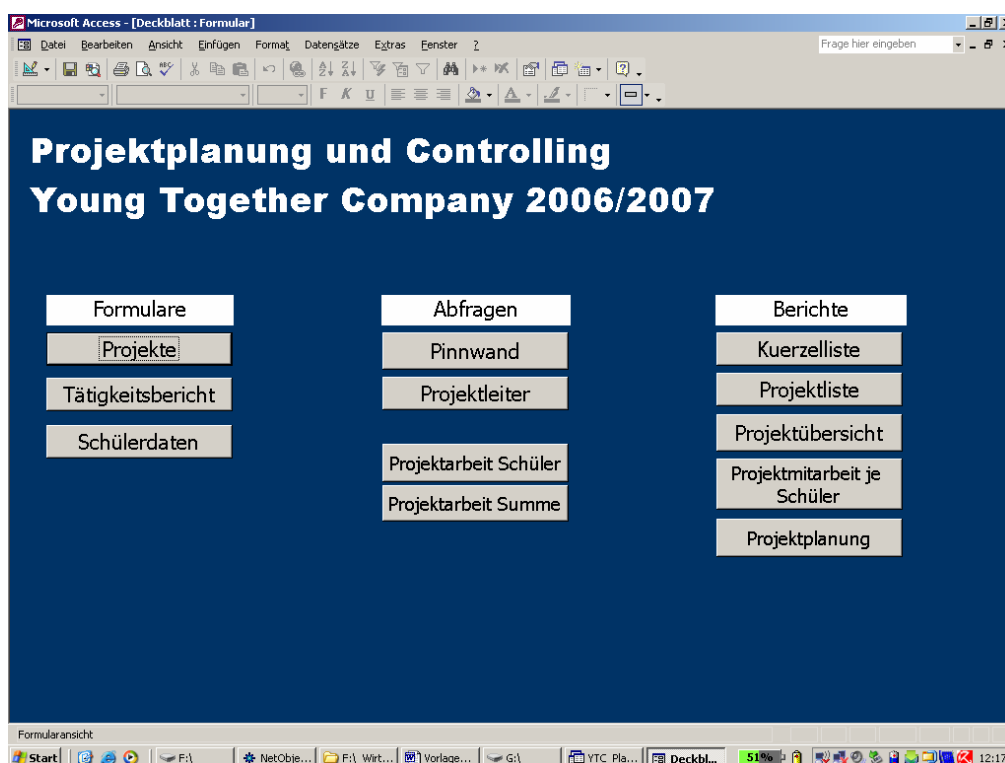 Microsoft Access - [Deckblatt : Formular]
Datei Bearbeiten Ansicht Einfügen Format Datensätze Extras Fenster ? Frage hier eingeben
F K U
Projektplanung und Controlling
Young Together Company 2006/2007
Formulare Abfragen Berichte
Projekte Pinnwand Kuerzelliste
Tätigkeitsbericht Projektleiter Projektliste
Schülerdaten Projektübersicht
Projektarbeit Schüler Projektmitarbeit je
Schüler
Projektarbeit Summe
Projektplanung
Formularansicht
Start F:\ NetObje... F:\ Wirt... Vorlage... G:\ YTC Pla... Deckbl... 51% 12:17